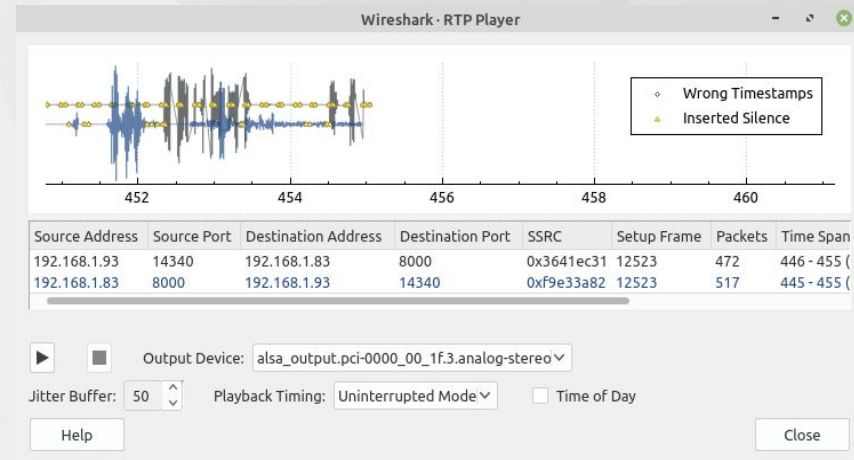 Wireshark · RTP Player
Wrong Timestamps
Inserted Silence
452 454 456 458 460
Source Address Source Port Destination Address Destination Port SSRC Setup Frame Packets Time Span
192.168.1.93 14340 192.168.1.83 8000 0x3641ec31 12523 472 446 - 455 (
192.168.1.83 8000 192.168.1.93 14340 0xf9e33a82 12523 517 445 - 455 (
Output Device: alsa_output.pci-0000_00_1f.3.analog-stereo
Jitter Buffer: 50 Playback Timing: Uninterrupted Mode Time of Day
Help Close